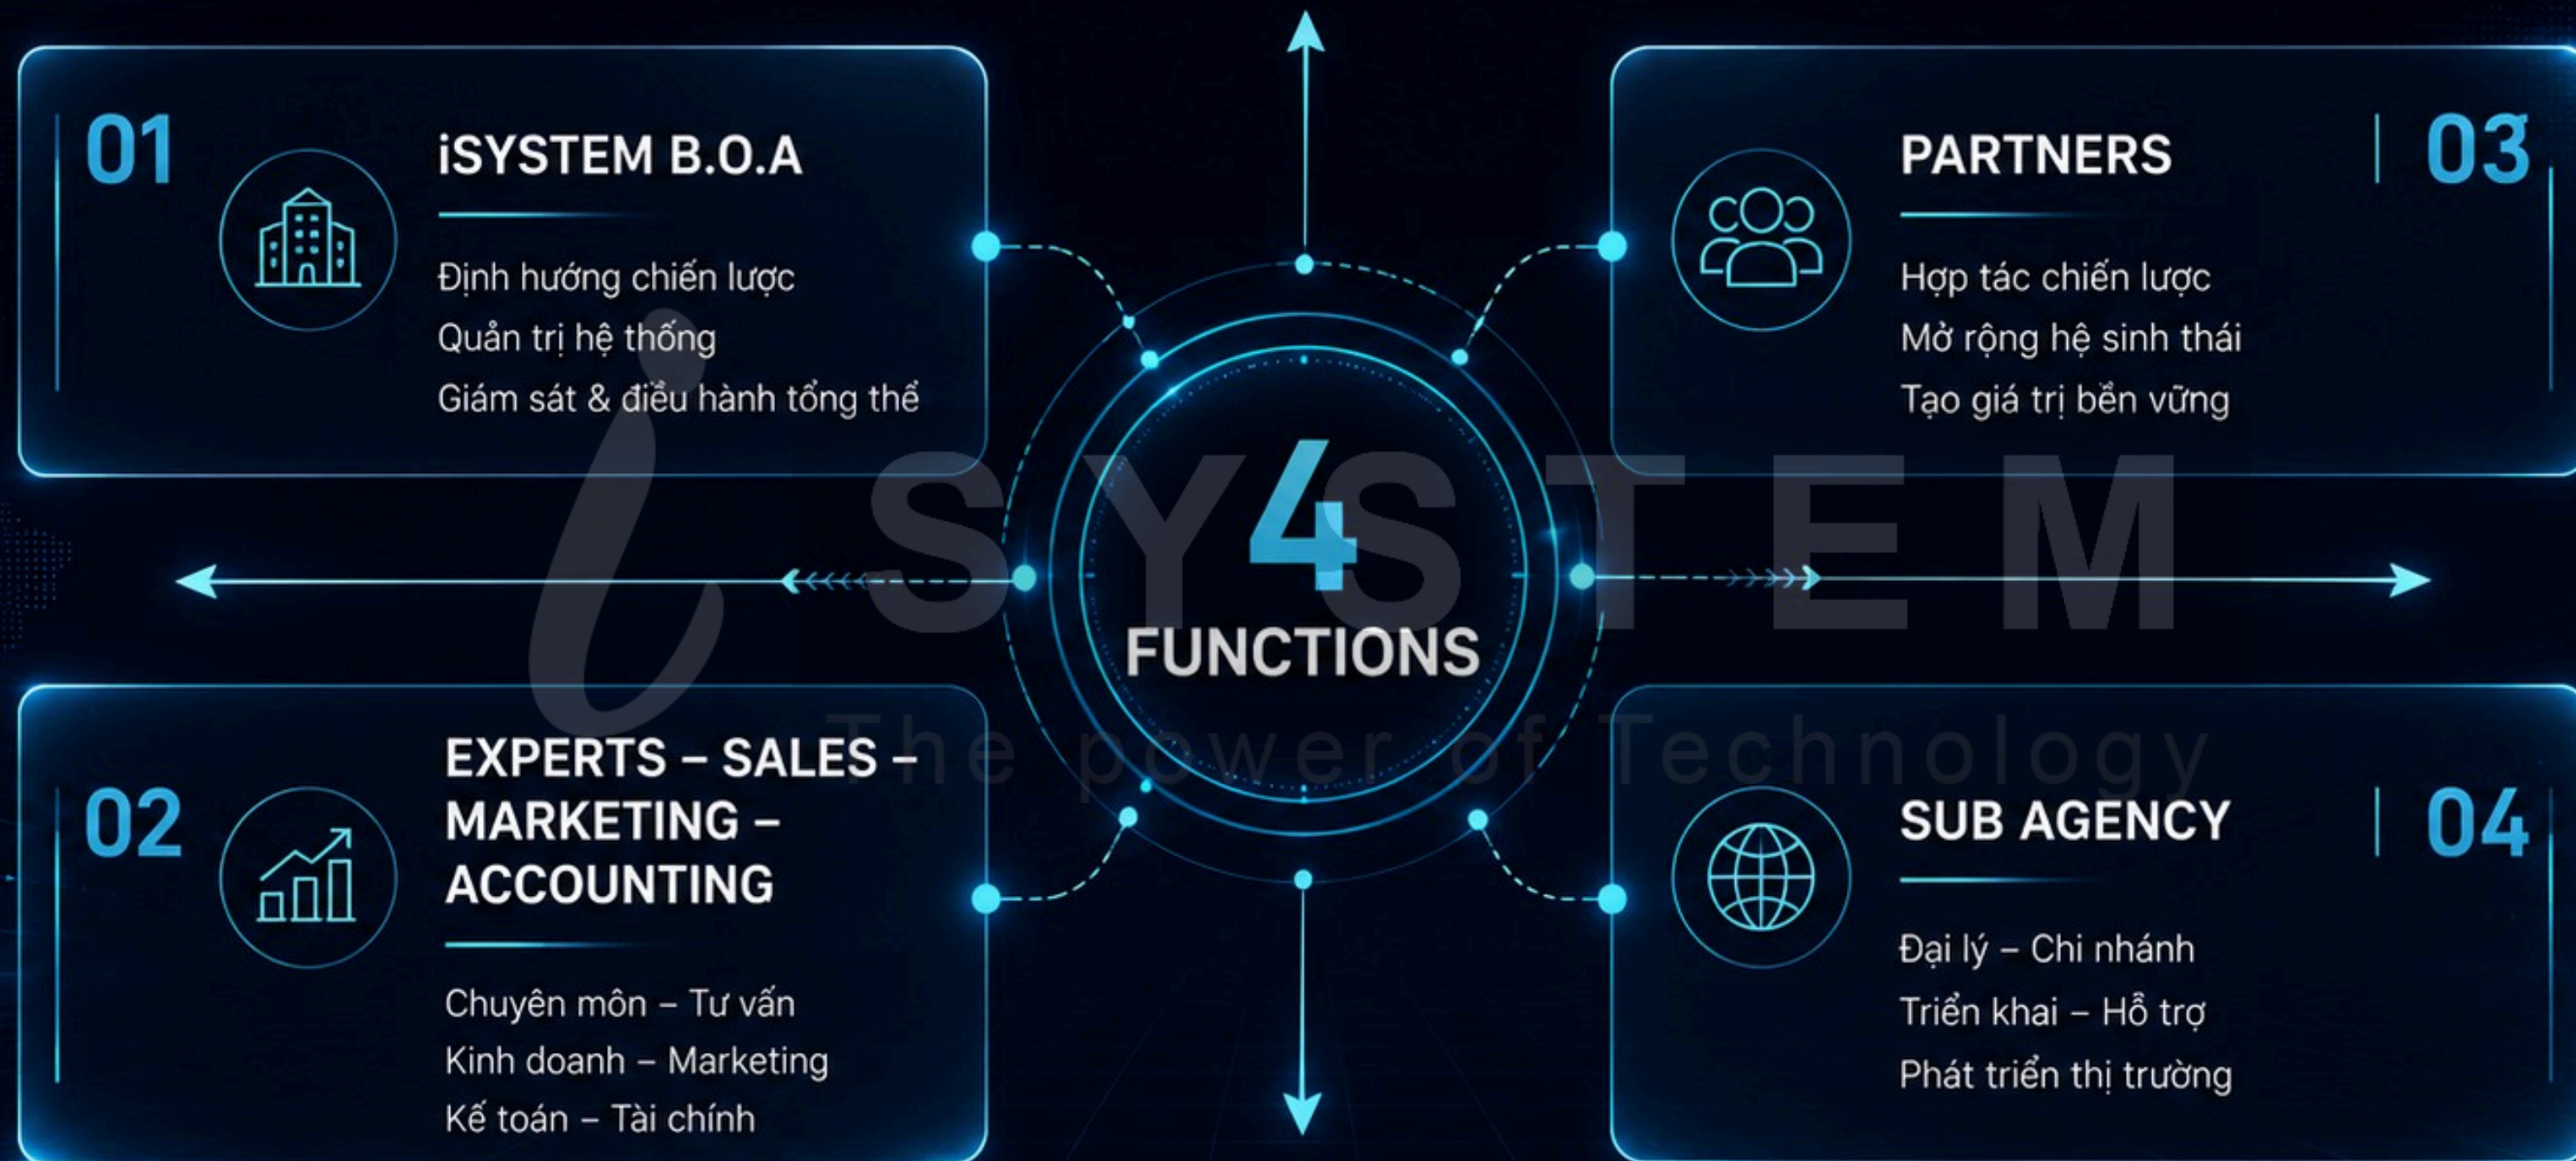 01
iSYSTEM B.O.A
Định hướng chiến lược
Quản trị hệ thống
Giám sát & điều hành tổng thể
03
PARTNERS
Hợp tác chiến lược
Mở rộng hệ sinh thái
Tạo giá trị bền vững
4
FUNCTIONS
iSYSTEM
The power of Technology
02
EXPERTS – SALES –
MARKETING –
ACCOUNTING
Chuyên môn – Tư vấn
Kinh doanh – Marketing
Kế toán – Tài chính
04
SUB AGENCY
Đại lý – Chi nhánh
Triển khai – Hỗ trợ
Phát triển thị trường